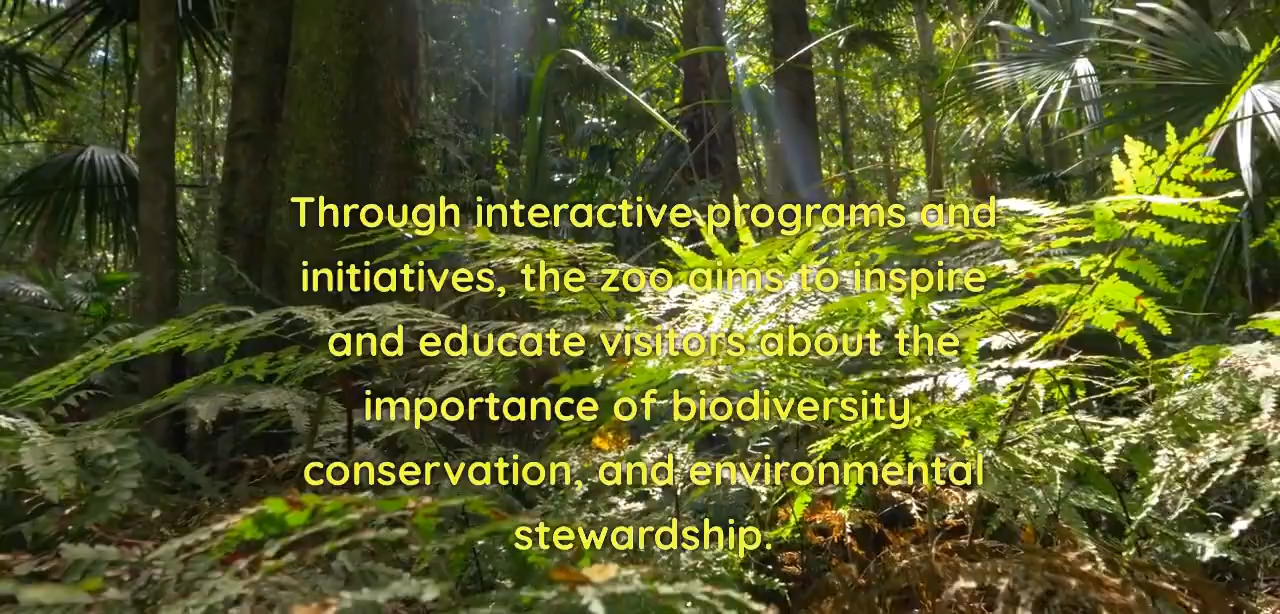 Through interactive programs and
initiatives, the zoo aims to inspire
and educate visitors about the
importance of biodiversity,
conservation, and environmental
stewardship.